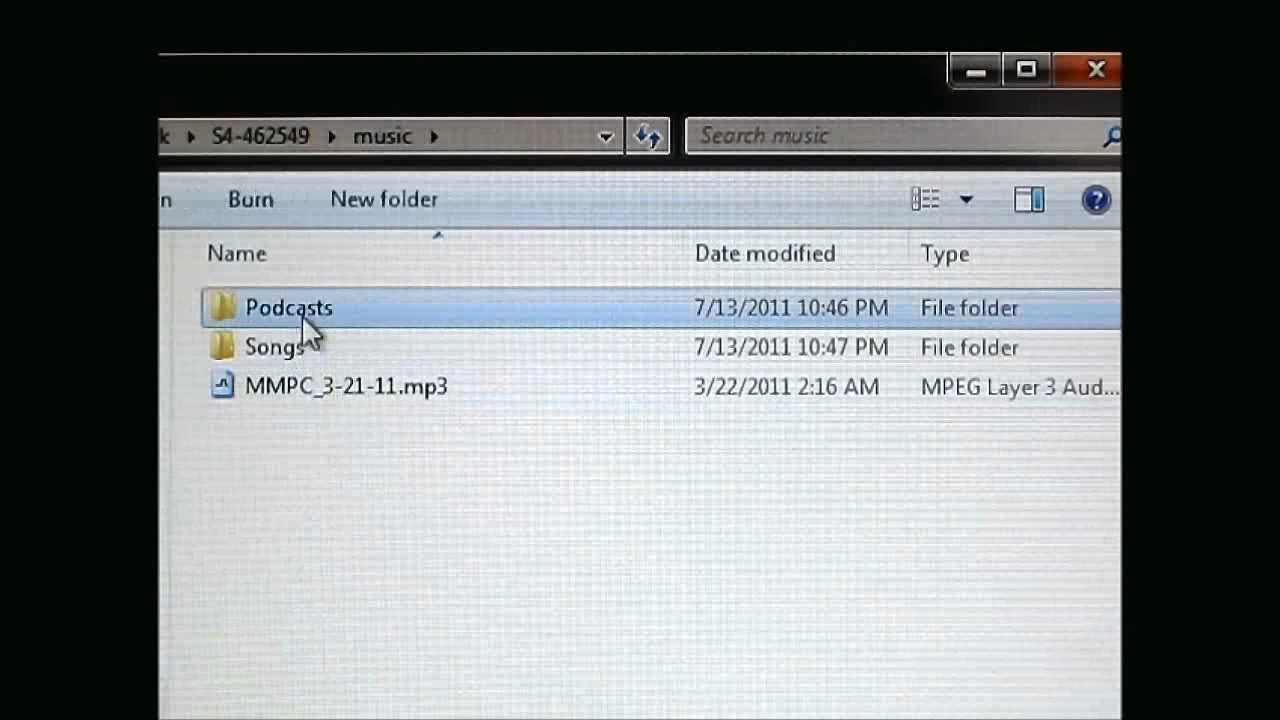 k S4-462549 music Search music
n Burn New folder
Name Date modified Type
Podcasts 7/13/2011 10:46 PM File folder
Songs 7/13/2011 10:47 PM File folder
MMPC_3-21-11.mp3 3/22/2011 2:16 AM MPEG Layer 3 Aud...